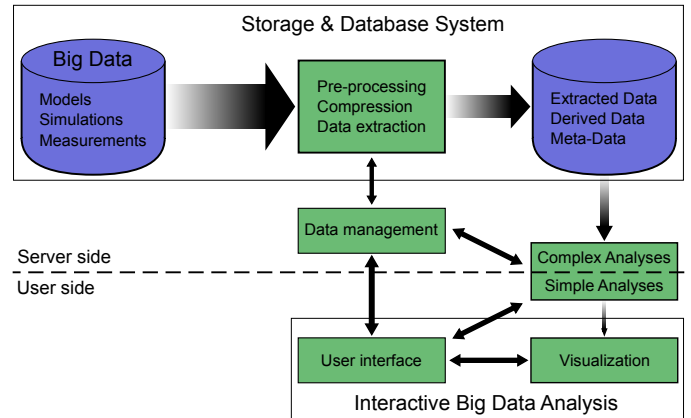 Storage & Database System
Big Data
Models
Simulations
Measurements
Pre-processing
Compression
Data extraction
Extracted Data
Derived Data
Meta-Data
Data management
Server side
User side
Complex Analyses
Simple Analyses
User interface
Visualization
Interactive Big Data Analysis